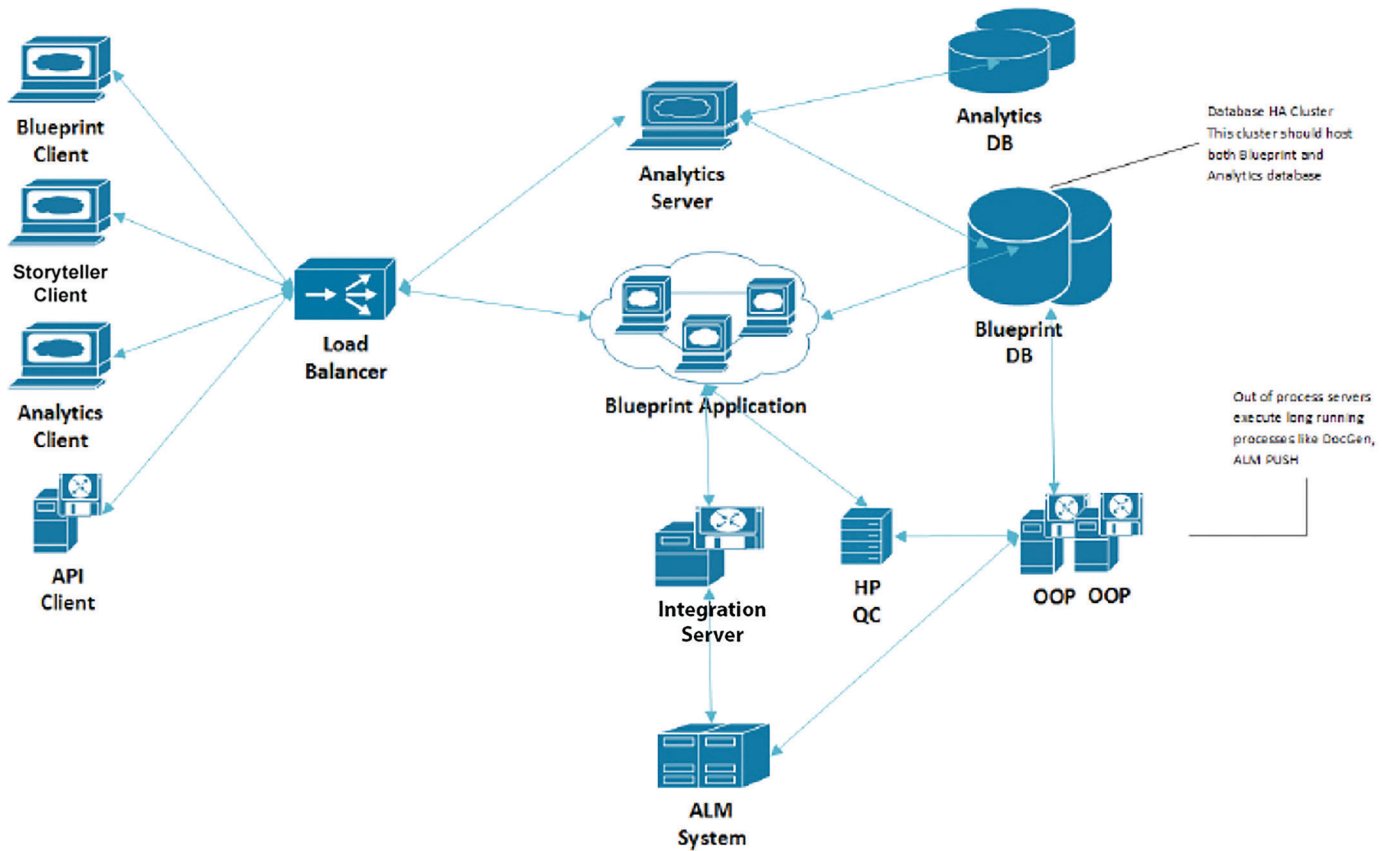 Blueprint
Client
Storyteller
Client
Analytics
Client
API
Client
Load
Balancer
Analytics
Server
Blueprint Application
Integration
Server
ALM
System
HP
QC
Analytics
DB
Blueprint
DB
OOP OOP
Database HA Cluster
This cluster should host
both Blueprint and
Analytics database
Out of process servers
execute long running
processes like DocGen,
ALM PUSH